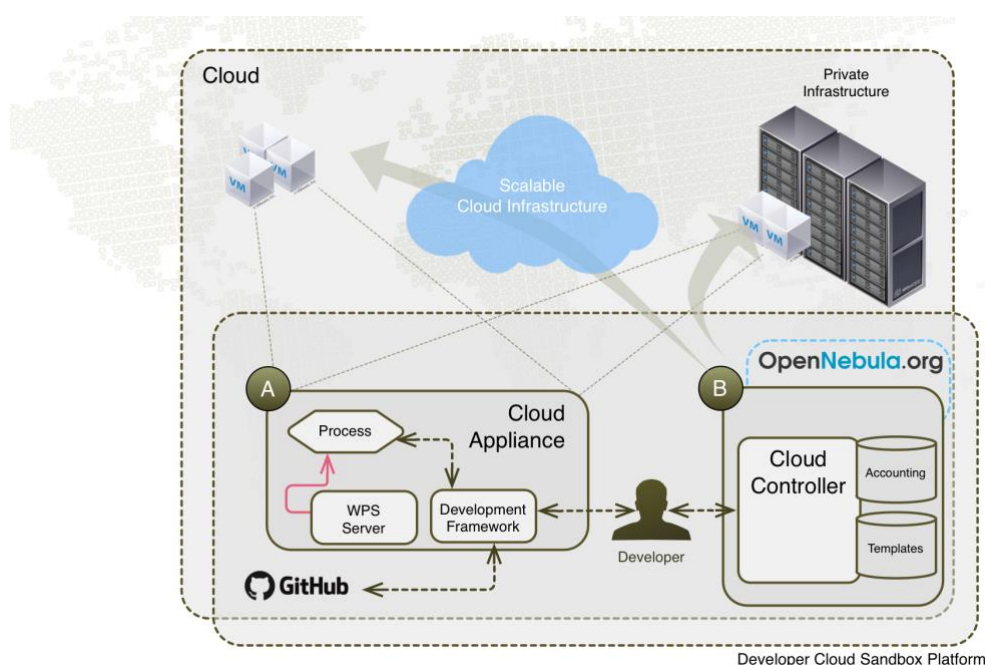 Cloud
Private
Infrastructure
VM
VM
VM
Scalable
Cloud Infrastructure
VM
VM
OpenNebula.org
A
B
Cloud
Appliance
Process
WPS
Server
Development
Framework
Developer
Cloud
Controller
Accounting
Templates
GitHub
Developer Cloud Sandbox Platform